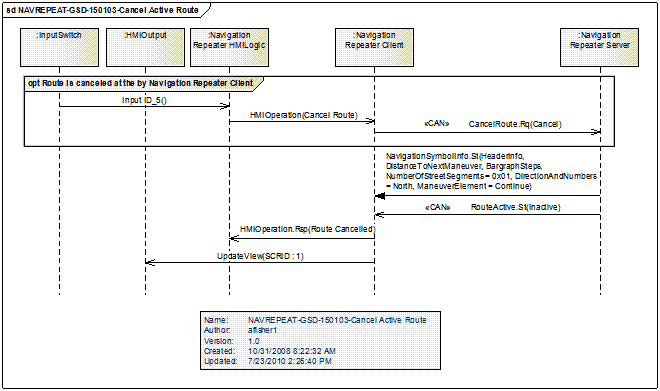 sd NAVREPEAT-GSD-150103-Cancel Active Route
:InputSwitch
:HMIOutput
:Navigation
Repeater HMILogic
:Navigation
Repeater Client
:Navigation
Repeater Server
opt Route is canceled at the by Navigation Repeater Client
Input ID_5()
HMIOperation(Cancel Route)
«CAN» CancelRoute.Rq(Cancel)
NavigationSymbolInfo.St(HeaderInfo,
DistanceToNextManeuver, BargraphSteps,
NumberOfStreetSegments = 0x01, DirectionAndNumbers
= North, ManeuverElement = Continue)
«CAN» RouteActive.St(Inactive)
HMIOperation.Rsp(Route Cancelled)
UpdateView(SCRID : 1)
Name: NAVREPEAT-GSD-150103-Cancel Active Route
Author: afisher1
Version: 1.0
Created: 10/31/2008 8:22:32 AM
Updated: 7/23/2010 2:26:40 PM